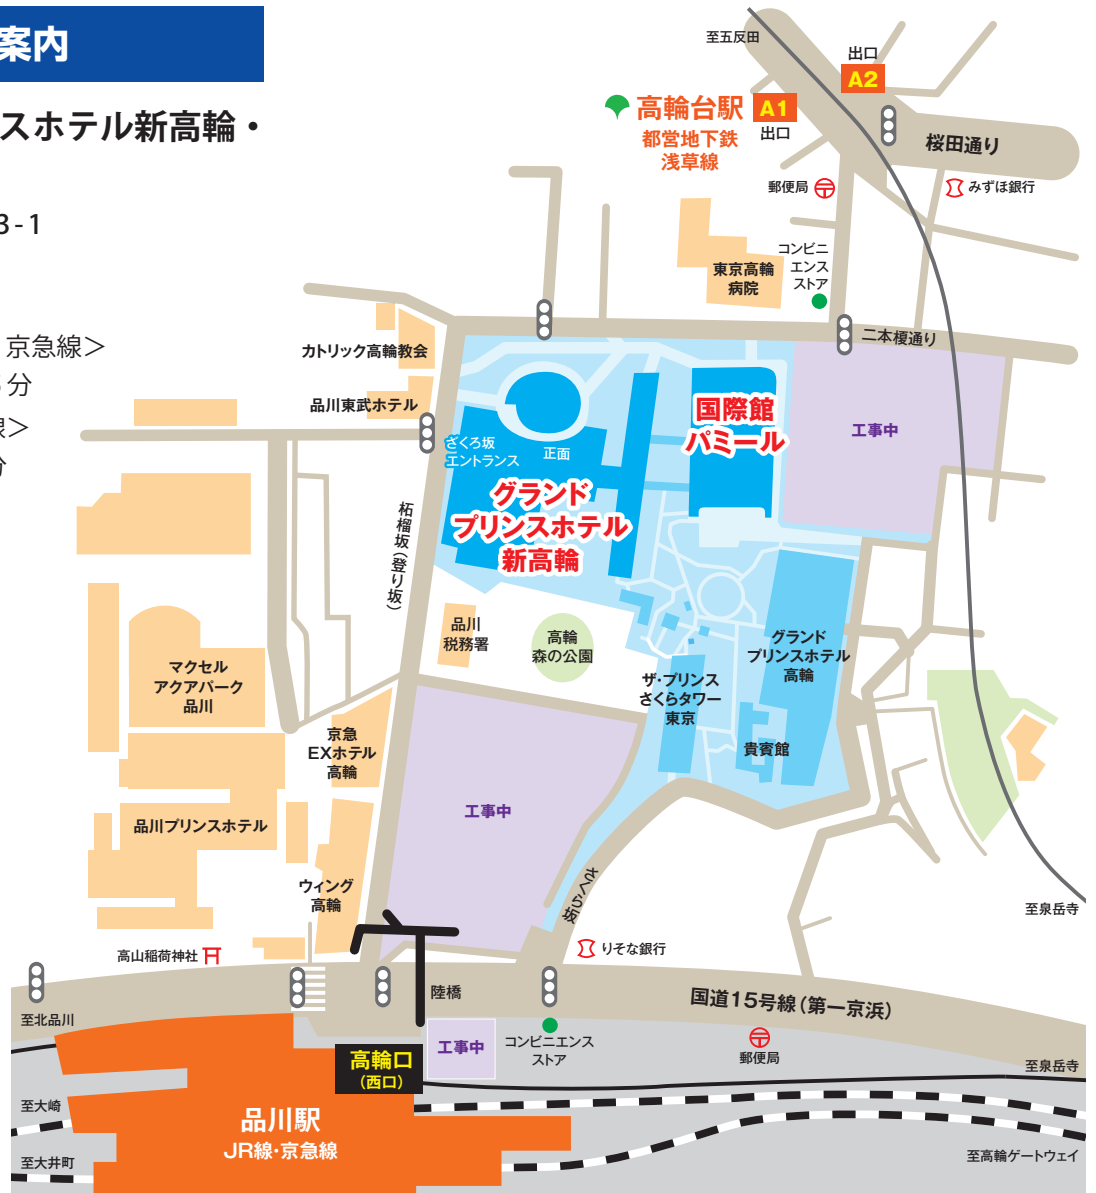 案内
スホテル新高輪・
3-1
京急線＞
分
線＞
分
至五反田
出口
A2
高輪台駅
A1
出口
都営地下鉄
浅草線
桜田通り
郵便局
みずほ銀行
コンビニ
エンス
ストア
東京高輪
病院
二本榎通り
カトリック高輪教会
品川東武ホテル
国際館
パミール
工事中
ざくろ坂
エントランス
正面
グランド
プリンスホテル
新高輪
柘榴坂（登り坂）
品川
税務署
高輪
森の公園
グランド
プリンスホテル
高輪
マクセル
アクアパーク
品川
ザ・プリンス
さくらタワー
東京
京急
EXホテル
高輪
貴賓館
工事中
品川プリンスホテル
ウィング
高輪
さくら坂
至泉岳寺
高山稲荷神社
りそな銀行
陸橋
国道15号線（第一京浜）
至北品川
工事中
コンビニエンス
ストア
郵便局
高輪口
（西口）
至泉岳寺
至大崎
品川駅
JR線・京急線
至大井町
至高輪ゲートウェイ